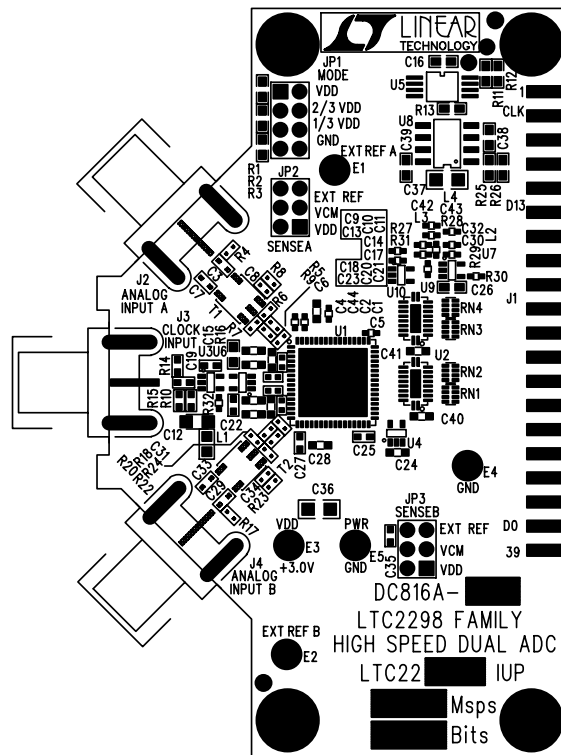 LINEAR
TECHNOLOGY
C16
JP1
MODE
VDD
2/3 VDD
1/3 VDD
GND
U5
R11
R12
1
CLK
R13
U8
C39
C38
EXT REF A
E1
R1
R2
R3
JP2
EXT REF
VCM
VDD
SENSEA
C37
L4
C42
C43
R25
R26
D13
L3
R28
C32
C30
L2
U7
R27
R31
R29
R30
U10
U9
C26
J1
C9
C10
C11
C13
C14
C17
C18
C20
C21
C23
R4
C3
C7
C8
R8
R5
R9
C6
R6
T1
J2
ANALOG
INPUT A
J3
CLOCK
INPUT
C15
R16
C4
C44
C2
C1
U1
C5
RN4
RN3
C41
U2
RN2
RN1
R14
C19
U3
U6
R15
R10
R32
C12
C22
L1
C40
U4
C24
C25
C27
C28
C31
R18
R24
R20
R22
C33
C29
C34
R23
T2
R17
E4
GND
C36
VDD
E3
+3.0V
PWR
GND
E5
C35
JP3
SENSEB
EXT REF
VCM
VDD
D0
39
J4
ANALOG
INPUT B
DC816A-
LTC2298 FAMILY
HIGH SPEED DUAL ADC
LTC22 IUP
Msps
Bits
EXT REF B
E2